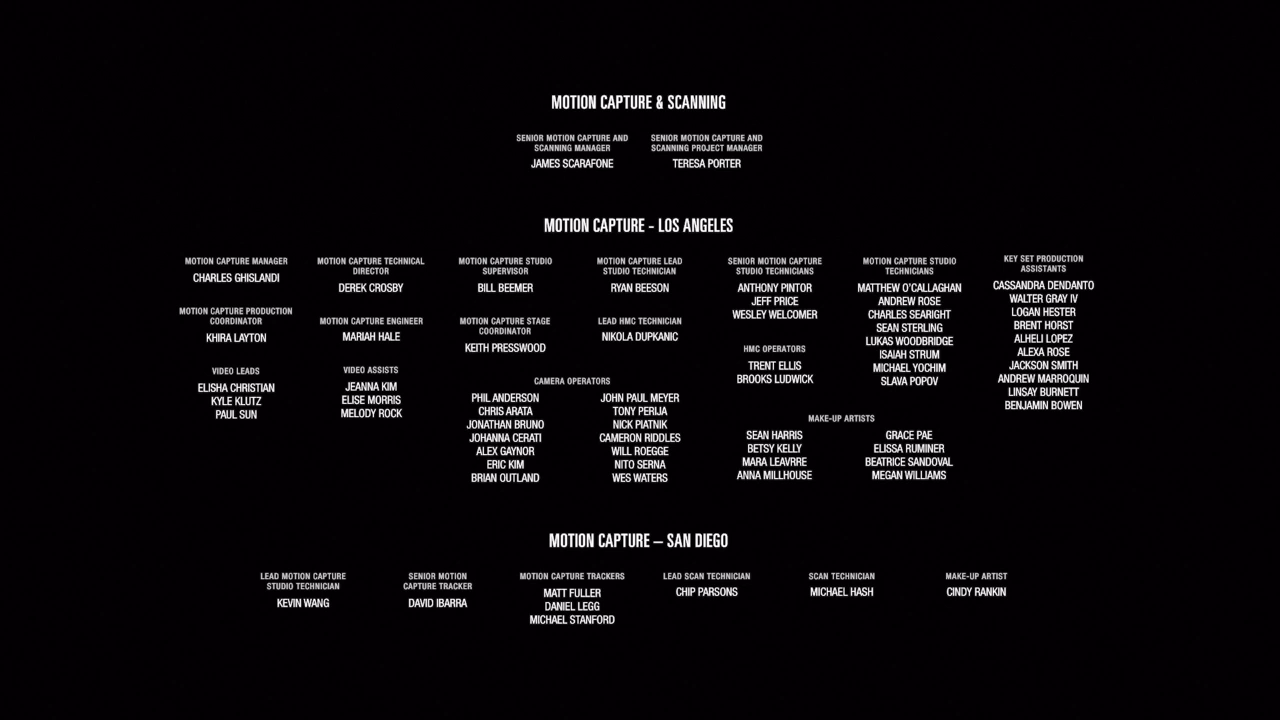 MOTION CAPTURE & SCANNING
SENIOR MOTION CAPTURE AND
SCANNING MANAGER
JAMES SCARAFONE
SENIOR MOTION CAPTURE AND
SCANNING PROJECT MANAGER
TERESA PORTER
MOTION CAPTURE - LOS ANGELES
MOTION CAPTURE MANAGER
CHARLES GHISLANDI
MOTION CAPTURE PRODUCTION
COORDINATOR
KHIRA LAYTON
VIDEO LEADS
ELISHA CHRISTIAN
KYLE KLUTZ
PAUL SUN
MOTION CAPTURE TECHNICAL
DIRECTOR
DEREK CROSBY
MOTION CAPTURE ENGINEER
MARIAH HALE
VIDEO ASSISTS
JEANNA KIM
ELISE MORRIS
MELODY ROCK
MOTION CAPTURE STUDIO
SUPERVISOR
BILL BEEMER
MOTION CAPTURE STAGE
COORDINATOR
KEITH PRESSWOOD
MOTION CAPTURE LEAD
STUDIO TECHNICIAN
RYAN BEESON
LEAD HMC TECHNICIAN
NIKOLA DUPKANIC
CAMERA OPERATORS
PHIL ANDERSON
CHRIS ARATA
JONATHAN BRUNO
JOHANNA CERATI
ALEX GAYNOR
ERIC KIM
BRIAN OUTLAND
JOHN PAUL MEYER
TONY PERIJA
NICK PIATNIK
CAMERON RIDDLES
WILL ROEGGE
NITO SERNA
WES WATERS
SENIOR MOTION CAPTURE
STUDIO TECHNICIANS
ANTHONY PINTOR
JEFF PRICE
WESLEY WELCOMER
HMC OPERATORS
TRENT ELLIS
BROOKS LUDWICK
MOTION CAPTURE STUDIO
TECHNICIANS
MATTHEW O'CALLAGHAN
ANDREW ROSE
CHARLES SEARIGHT
SEAN STERLING
LUKAS WOODBRIDGE
ISAIAH STRUM
MICHAEL YOCHIM
SLAVA POPOV
MAKE-UP ARTISTS
SEAN HARRIS
BETSY KELLY
MARA LEAVRRE
ANNA MILLHOUSE
GRACE PAE
ELISSA RUMINER
BEATRICE SANDOVAL
MEGAN WILLIAMS
KEY SET PRODUCTION
ASSISTANTS
CASSANDRA DENDANTO
WALTER GRAY IV
LOGAN HESTER
BRENT HORST
ALHELI LOPEZ
ALEXA ROSE
JACKSON SMITH
ANDREW MARROQUIN
LINSAY BURNETT
BENJAMIN BOWEN
MOTION CAPTURE – SAN DIEGO
LEAD MOTION CAPTURE
STUDIO TECHNICIAN
KEVIN WANG
SENIOR MOTION
CAPTURE TRACKER
DAVID IBARRA
MOTION CAPTURE TRACKERS
MATT FULLER
DANIEL LEGG
MICHAEL STANFORD
LEAD SCAN TECHNICIAN
CHIP PARSONS
SCAN TECHNICIAN
MICHAEL HASH
MAKE-UP ARTIST
CINDY RANKIN